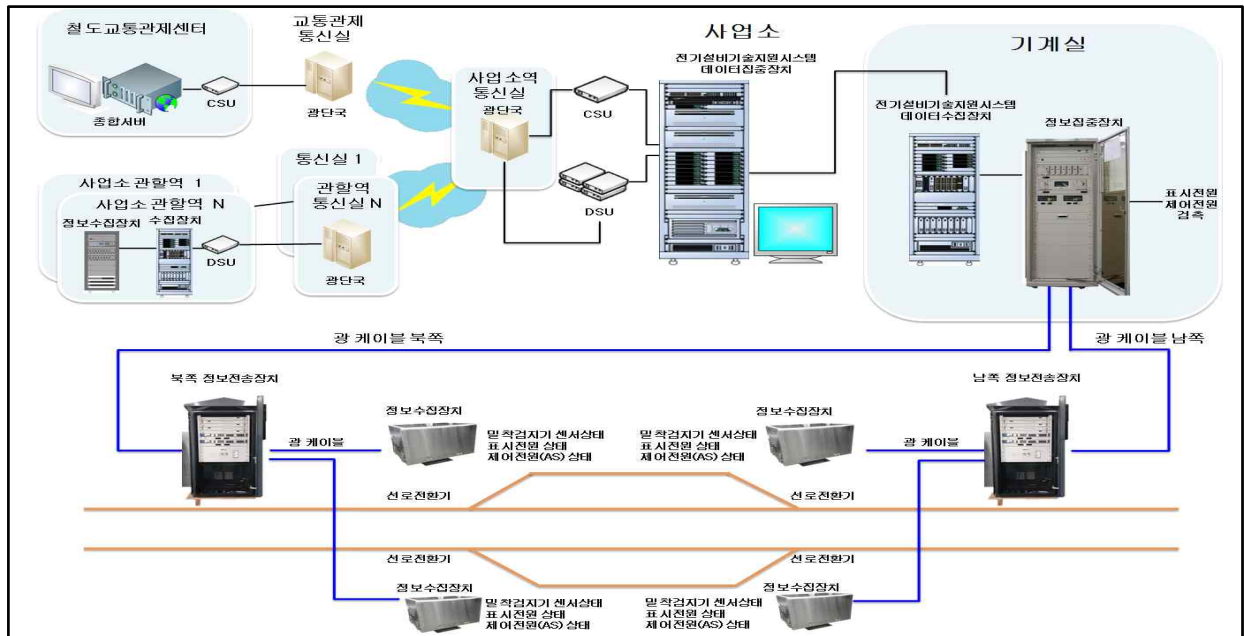 철도교통관제센터
종합서버
CSU
교통관제
통신실
광단국
사업소역
통신실
광단국
사업소
전기설비기술지원시스템
데이터집중장치
CSU
DSU
기계실
전기설비기술지원시스템
데이터수집장치
정보집중장치
표시전원
제어전원
검측
사업소관할역 1
사업소관할역 N
정보수집장치
수집장치
DSU
통신실 1
관할역
통신실 N
광단국
광 케이블 북쪽
광 케이블 남쪽
북쪽 정보전송장치
광 케이블
정보수집장치
밀착검지기 센서상태
표시전원 상태
제어전원(AS) 상태
정보수집장치
밀착검지기 센서상태
표시전원 상태
제어전원(AS) 상태
남쪽 정보전송장치
광 케이블
선로전환기
선로전환기
선로전환기
선로전환기
정보수집장치
밀착검지기 센서상태
표시전원 상태
제어전원(AS) 상태
정보수집장치
밀착검지기 센서상태
표시전원 상태
제어전원(AS) 상태